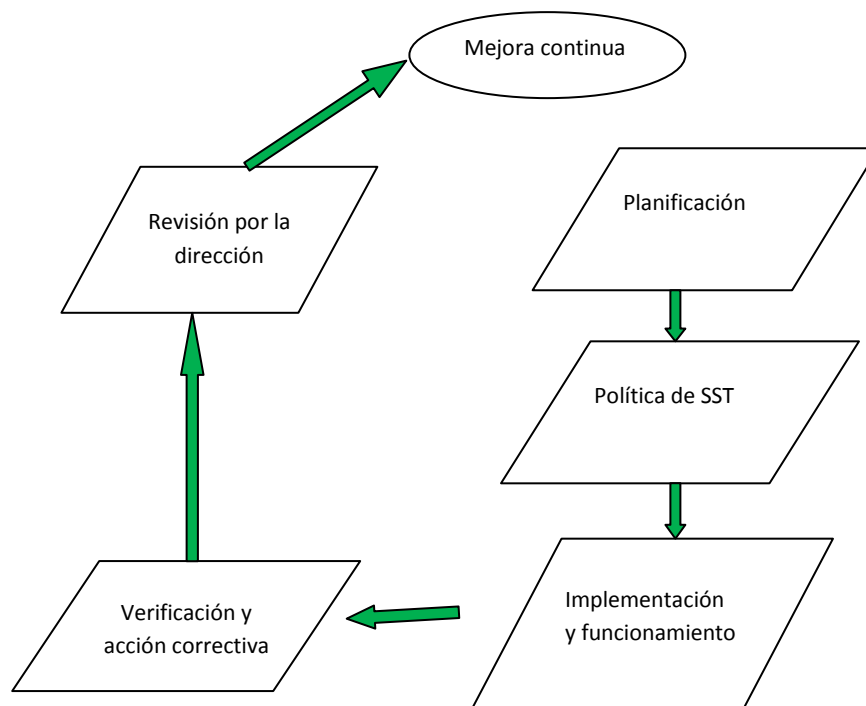 Mejora continua
Planificación
Revisión por la
dirección
Política de SST
Implementación
y funcionamiento
Verificación y
acción correctiva